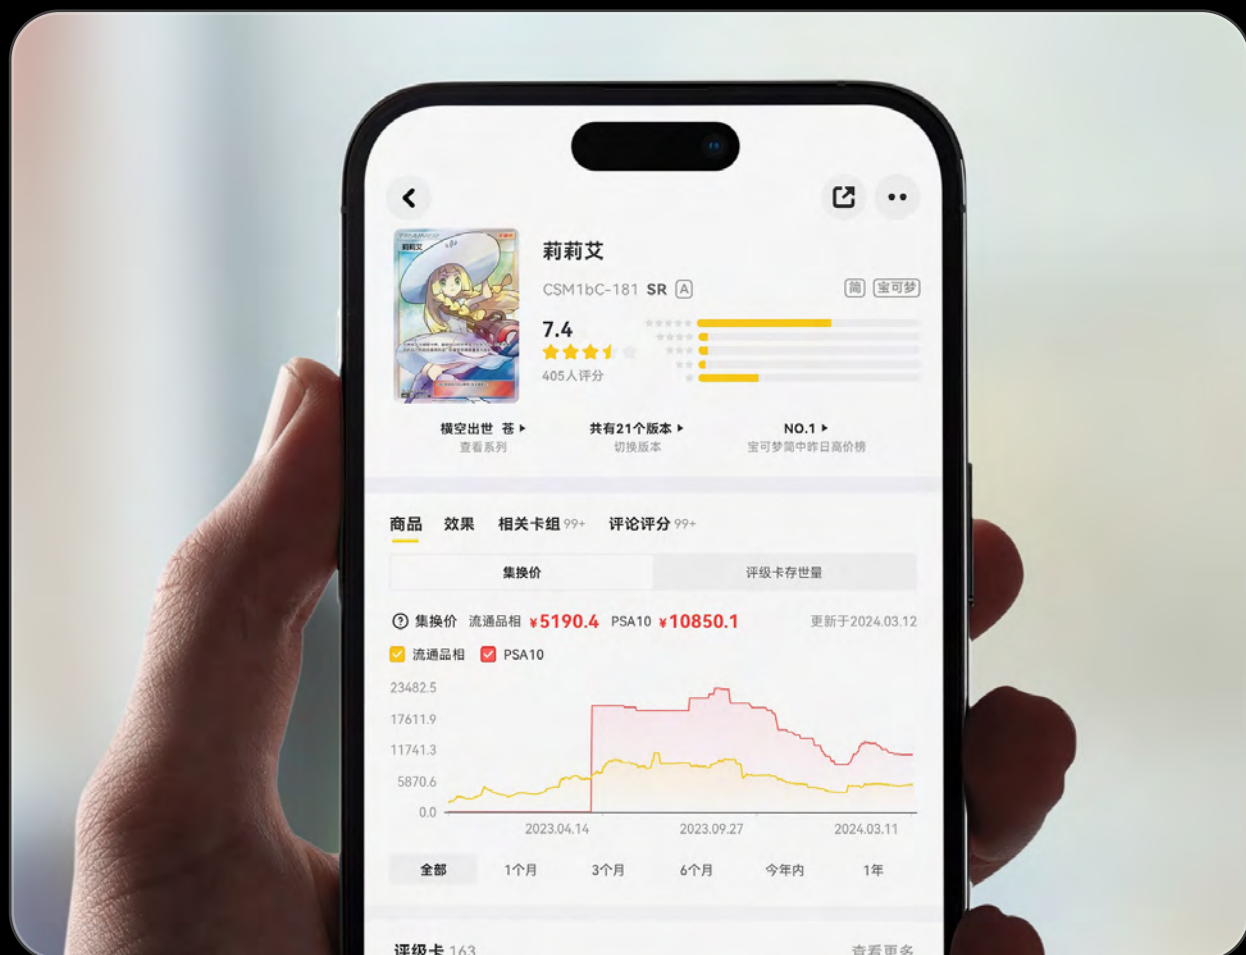 莉莉艾
莉莉艾
CSM1bC-181 SR A
简 宝可梦
7.4
405人评分
横空出世 苍
查看系列
共有21个版本
切换版本
NO.1
宝可梦简中昨日高价榜
商品 效果 相关卡组 99+ 评论评分 99+
集换价 评级卡存世量
集换价 流通品相 ¥5190.4 PSA10 ¥10850.1 更新于2024.03.12
流通品相 PSA10
23482.5
17611.9
11741.3
5870.6
0.0
2023.04.14 2023.09.27 2024.03.11
全部 1个月 3个月 6个月 今年内 1年
评级卡 163 查看更多